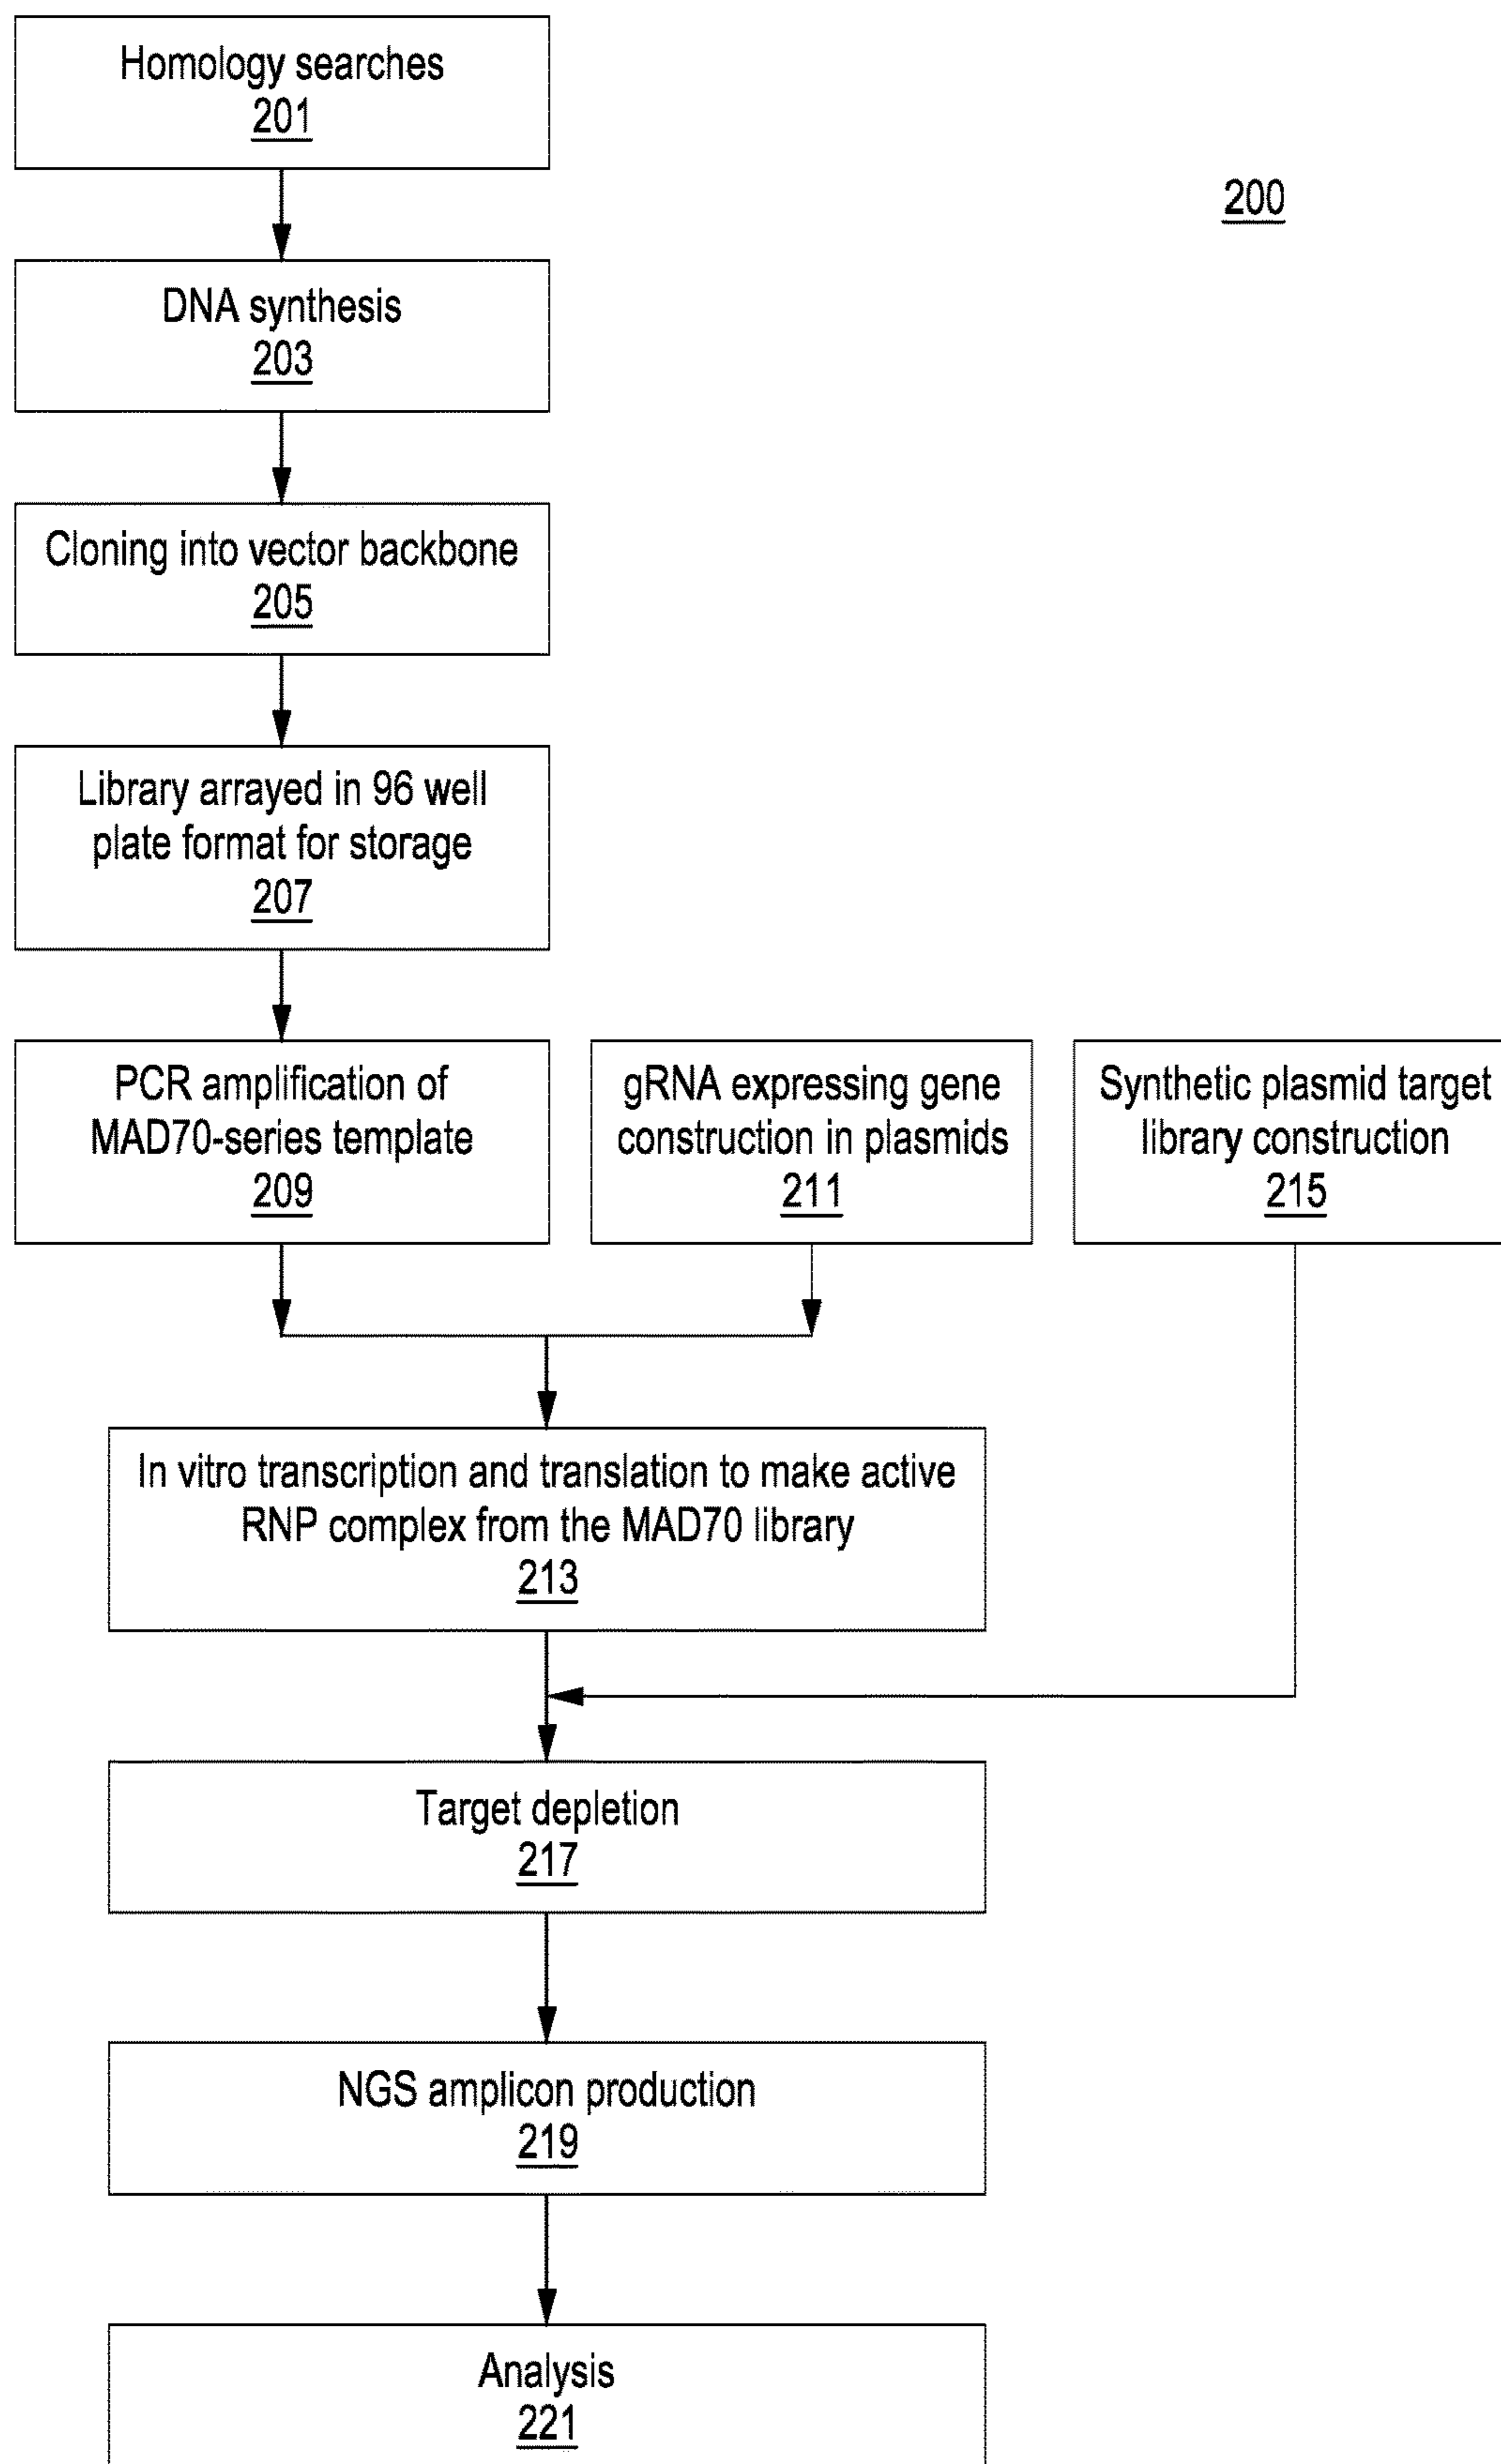 Homology searches
201
200
DNA synthesis
203
Cloning into vector backbone
205
Library arrayed in 96 well
plate format for storage
207
PCR amplification of
MAD70-series template
209
gRNA expressing gene
construction in plasmids
211
Synthetic plasmid target
library construction
215
In vitro transcription and translation to make active
RNP complex from the MAD70 library
213
Target depletion
217
NGS amplicon production
219
Analysis
221